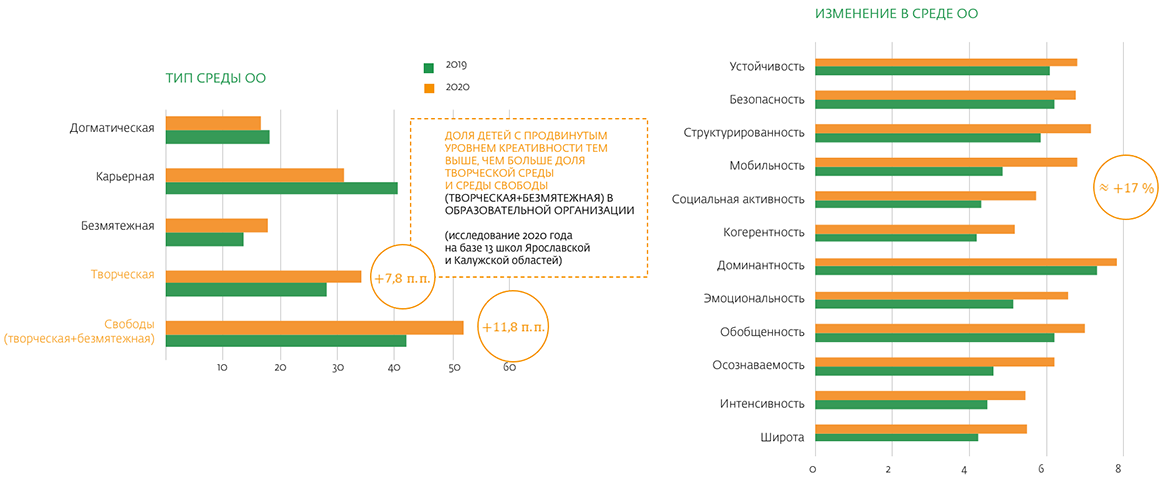 ТИП СРЕДЫ ОО
2019
2020
Догматическая
Карьерная
Безмятежная
Творческая
Свободы
(творческая+безмятежная)
ДОЛЯ ДЕТЕЙ С ПРОДВИНУТЫМ
УРОВНЕМ КРЕАТИВНОСТИ ТЕМ
ВЫШЕ, ЧЕМ БОЛЬШЕ ДОЛЯ
ТВОРЧЕСКОЙ СРЕДЫ
И СРЕДЫ СВОБОДЫ
(ТВОРЧЕСКАЯ+БЕЗМЯТЕЖНАЯ) В
ОБРАЗОВАТЕЛЬНОЙ ОРГАНИЗАЦИИ
(исследование 2020 года
на базе 13 школ Ярославской
и Калужской областей)
+7,8 п.п.
+11,8 п.п.
10 20 30 40 50 60
ИЗМЕНЕНИЕ В СРЕДЕ ОО
Устойчивость
Безопасность
Структурированность
Мобильность
Социальная активность
Когерентность
Доминантность
Эмоциональность
Обобщенность
Осознаваемость
Интенсивность
Широта
≈ +17 %
0 2 4 6 8